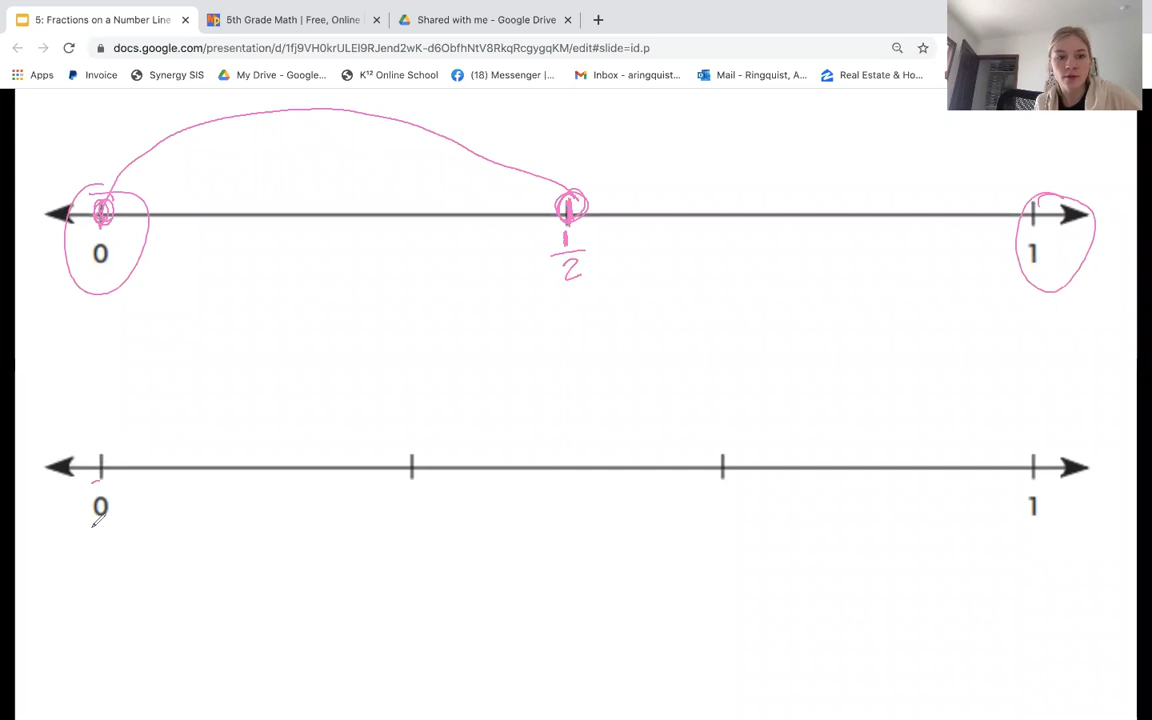 5: Fractions on a Number Line
5th Grade Math | Free, Online
Shared with me - Google Drive
docs.google.com/presentation/d/1fj9VH0krULEl9RJend2wK-d6ObfhNtV8RkqRcgygqKM/edit#slide=id.p
Apps Invoice Synergy SIS My Drive - Google... K¹² Online School (18) Messenger |... Inbox - aringquist... Mail - Ringquist, A... Real Estate & Ho...
0 1/2 1
0 1